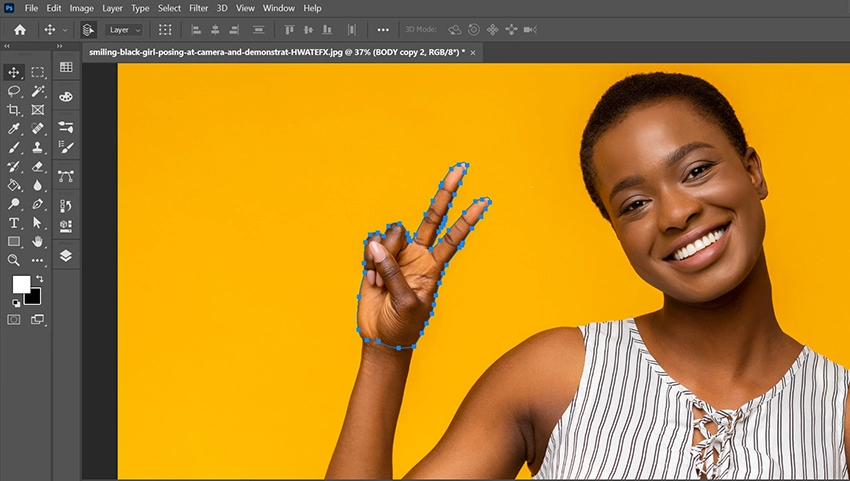 Ps File Edit Image Layer Type Select Filter 3D View Window Help
Layer 3D Mode:
smiling-black-girl-posing-at-camera-and-demonstrat-HWATEFX.jpg @ 37% (BODY copy 2, RGB/8*) * ×
T